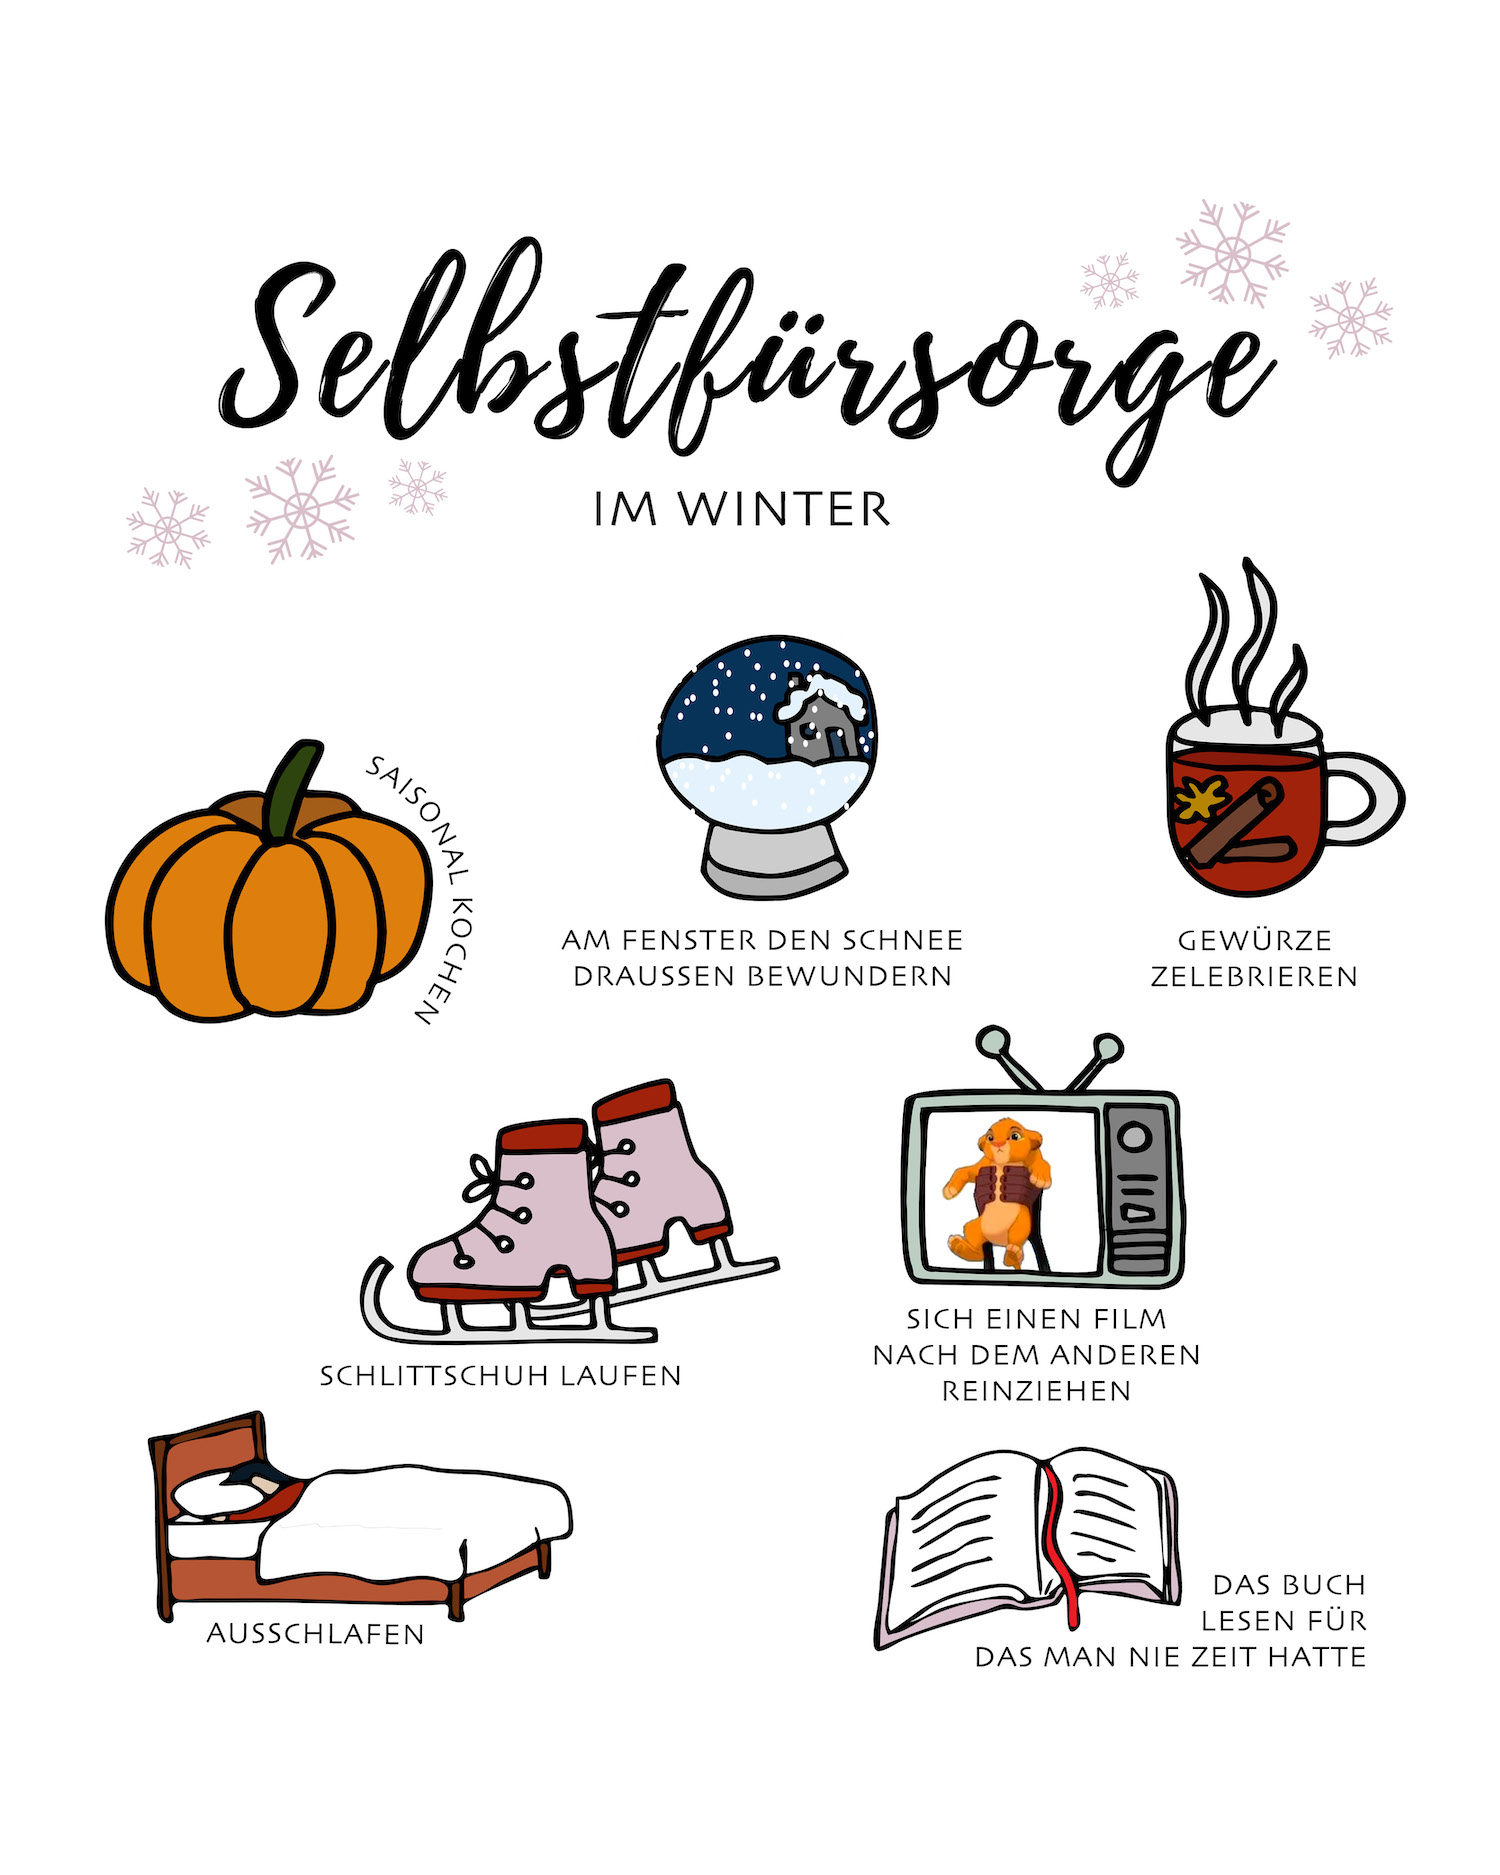 Selbstfürsorge
IM WINTER
SAISONAL KOCHEN
AM FENSTER DEN SCHNEE
DRAUSSEN BEWUNDERN
GEWÜRZE
ZELEBRIEREN
SCHLITTSCHUH LAUFEN
SICH EINEN FILM
NACH DEM ANDEREN
REINZIEHEN
AUSSCHLAFEN
DAS BUCH
LESEN FÜR
DAS MAN NIE ZEIT HATTE